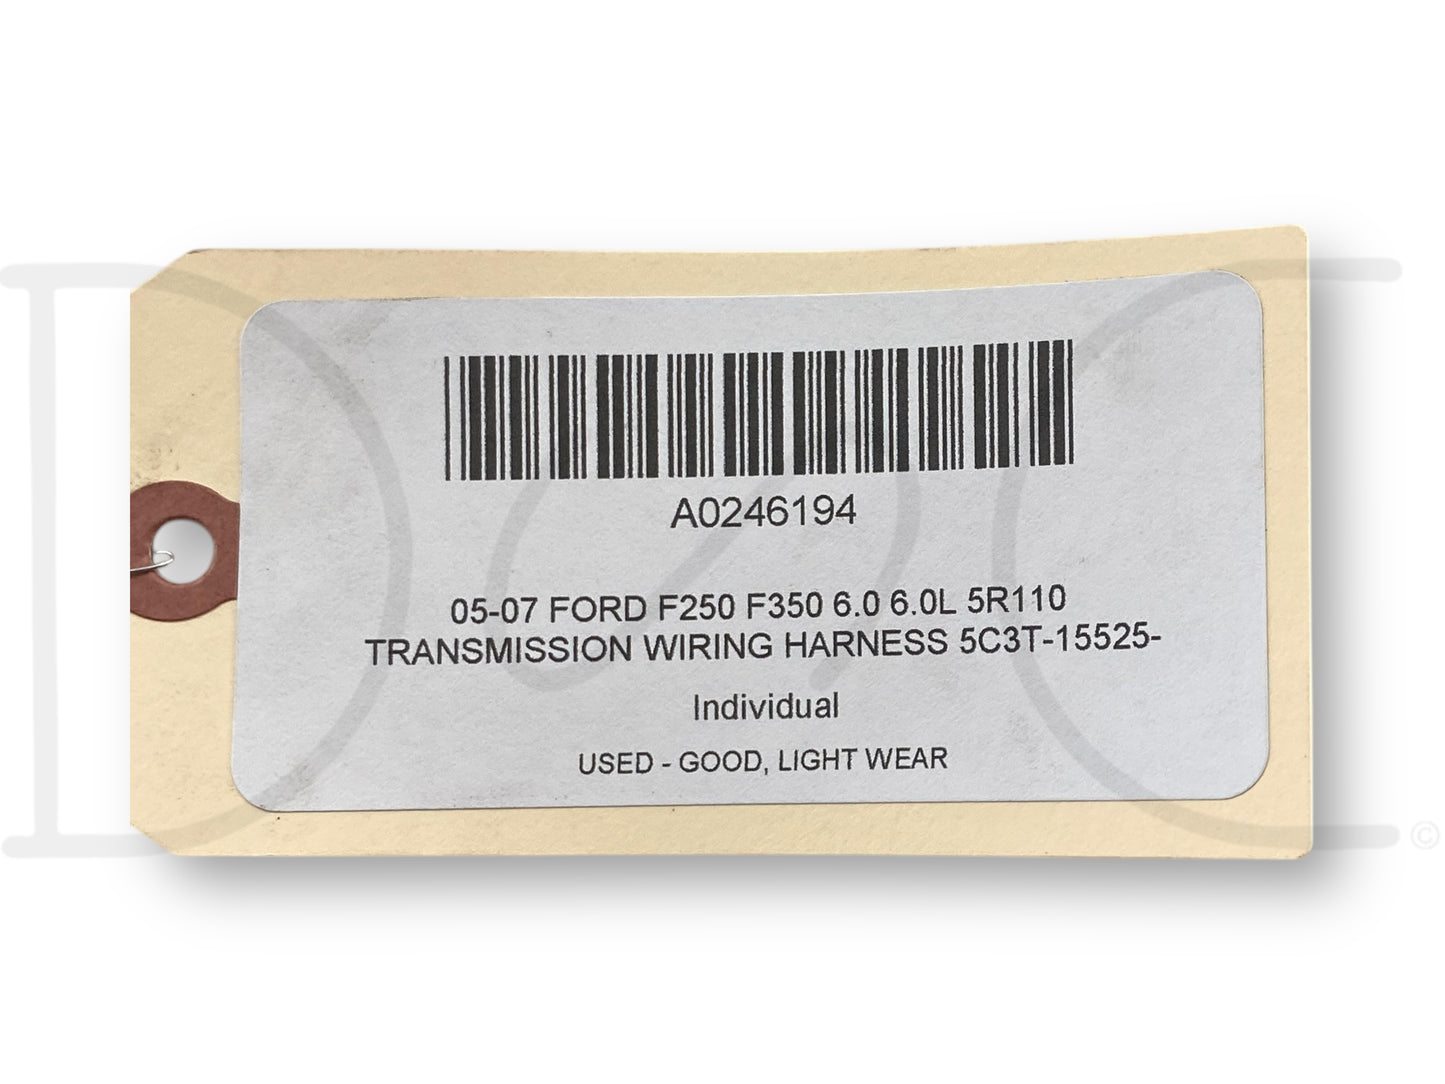 A0246194
05-07 FORD F250 F350 6.0 6.0L 5R110
TRANSMISSION WIRING HARNESS 5C3T-15525-
Individual
USED - GOOD, LIGHT WEAR
©